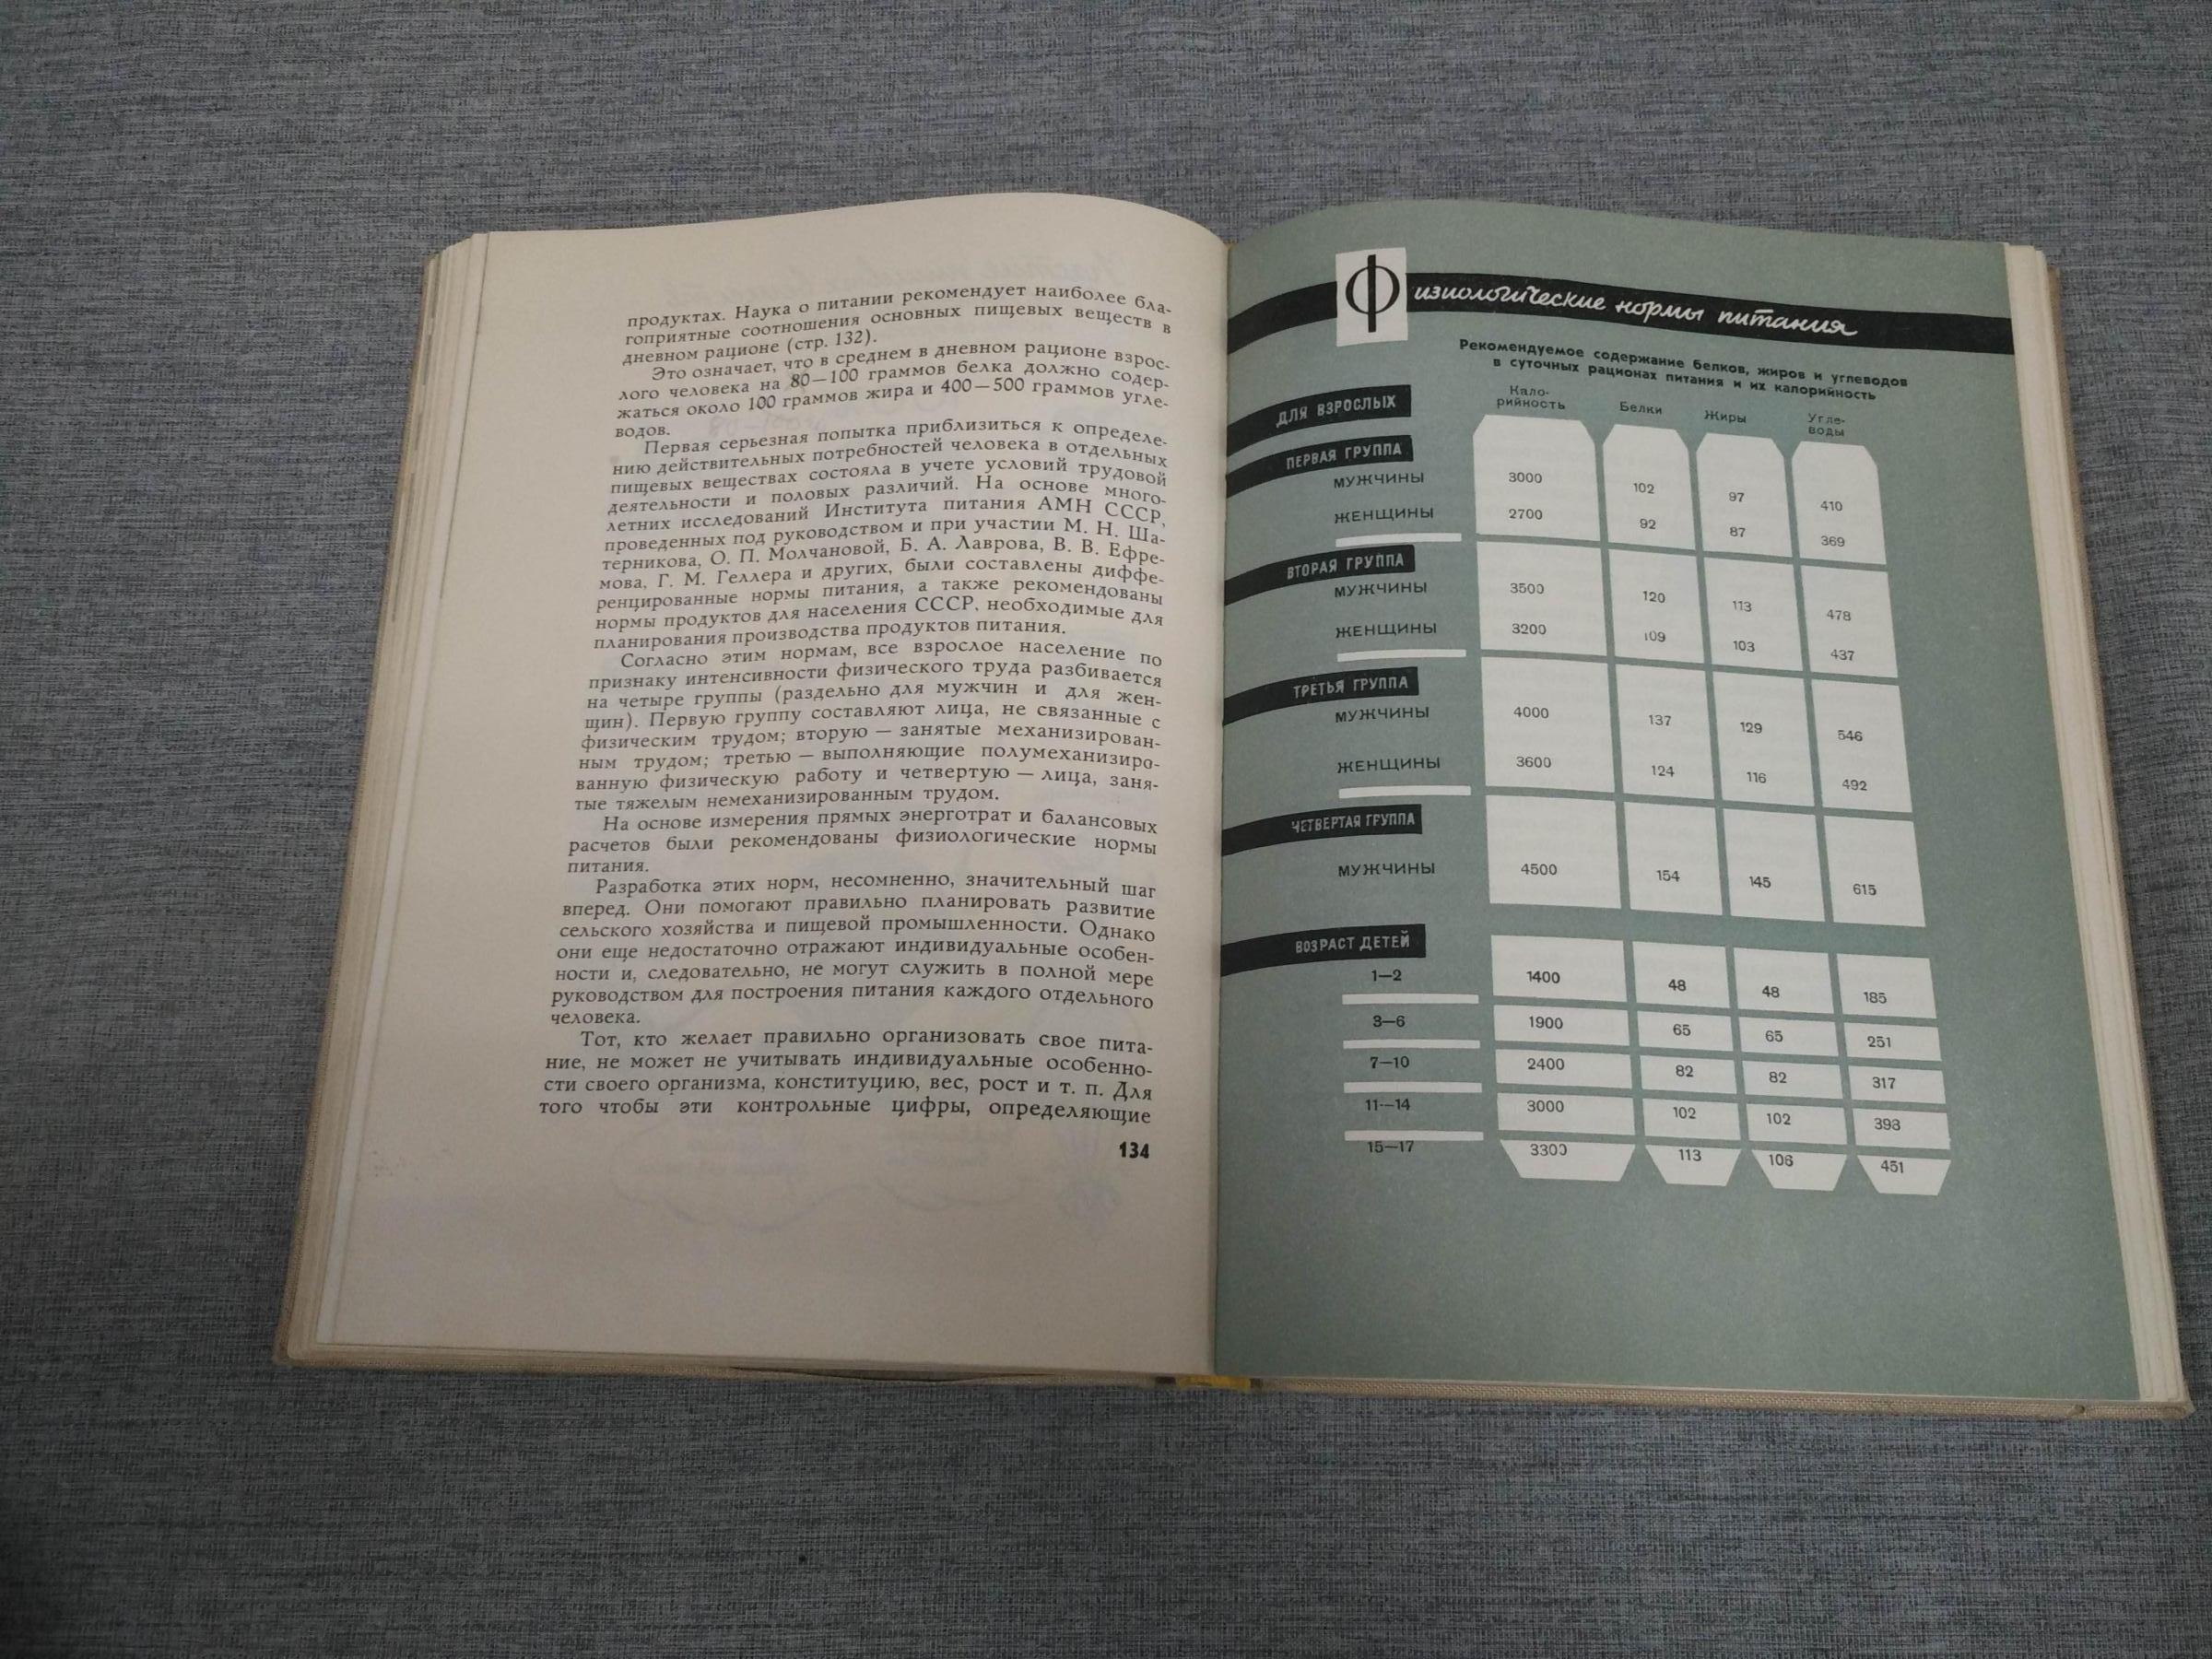 продуктах. Наука о питании рекомендует наиболее бла-
гоприятные соотношения основных пищевых веществ в
дневном рационе (стр. 132).
Это означает, что в среднем в дневном рационе взрос-
лого человека на 80—100 граммов белка должно содер-
жаться около 100 граммов жира и 400—500 граммов угле-
водов.
Первая серьезная попытка приблизиться к определе-
нию действительных потребностей человека в отдельных
пищевых веществах состояла в учете условий трудовой
деятельности и половых различий. На основе много-
летних исследований Института питания АМН СССР,
проведенных под руководством и при участии М. Н. Ша-
терникова, О. П. Молчановой, Б. А. Лаврова, В. В. Ефре-
мова, Г. М. Геллера и других, были составлены диффе-
ренцированные нормы питания, а также рекомендованы
нормы продуктов для населения СССР, необходимые для
планирования производства продуктов питания.
Согласно этим нормам, все взрослое население по
признаку интенсивности физического труда разбивается
на четыре группы (раздельно для мужчин и для жен-
щин). Первую группу составляют лица, не связанные с
физическим трудом; вторую — занятые механизирован-
ным трудом; третью — выполняющие полумеханизиро-
ванную физическую работу и четвертую — лица, заня-
тые тяжелым немеханизированным трудом.
На основе измерения прямых энерготрат и балансовых
расчетов были рекомендованы физиологические нормы
питания.
Разработка этих норм, несомненно, значительный шаг
вперед. Они помогают правильно планировать развитие
сельского хозяйства и пищевой промышленности. Однако
они еще недостаточно отражают индивидуальные особен-
ности и, следовательно, не могут служить в полной мере
руководством для построения питания каждого отдельного
человека.
Тот, кто желает правильно организовать свое пита-
ние, не может не учитывать индивидуальные особенно-
сти своего организма, конституцию, вес, рост и т. п. Для
того чтобы эти контрольные цифры, определяющие
134
Физиологические нормы питания
Рекомендуемое содержание белков, жиров и углеводов
в суточных рационах питания и их калорийность
ДЛЯ ВЗРОСЛЫХ
Кало-
рийность Белки Жиры Угле-
воды
ПЕРВАЯ ГРУППА
МУЖЧИНЫ 3000 102 97 410
ЖЕНЩИНЫ 2700 92 87 369
ВТОРАЯ ГРУППА
МУЖЧИНЫ 3500 120 113 478
ЖЕНЩИНЫ 3200 109 103 437
ТРЕТЬЯ ГРУППА
МУЖЧИНЫ 4000 137 129 546
ЖЕНЩИНЫ 3600 124 116 492
ЧЕТВЕРТАЯ ГРУППА
МУЖЧИНЫ 4500 154 145 615
ВОЗРАСТ ДЕТЕЙ
1—2 1400 48 48 185
3—6 1900 65 65 251
7—10 2400 82 82 317
11—14 3000 102 102 398
15—17 3300 113 106 451